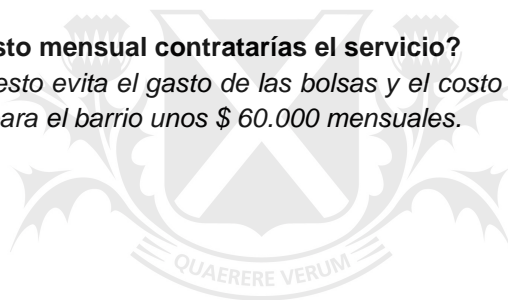 sto mensual contratarías el servicio?
esto evita el gasto de las bolsas y el costo
ara el barrio unos $ 60.000 mensuales.
QUAERERE VERUM